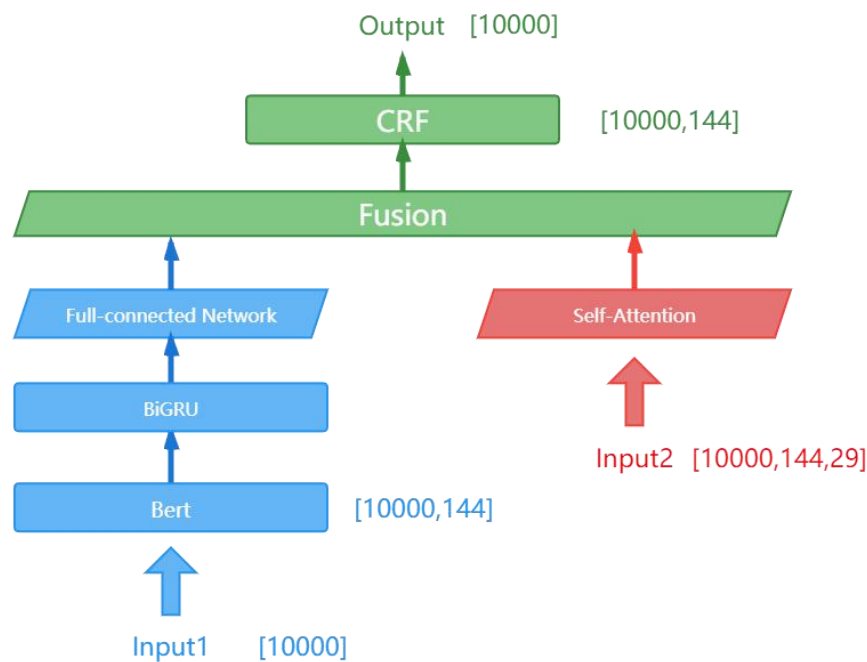 Output [10000]
CRF [10000,144]
Fusion
Full-connected Network
Self-Attention
BiGRU
Input2 [10000,144,29]
Bert [10000,144]
Input1 [10000]